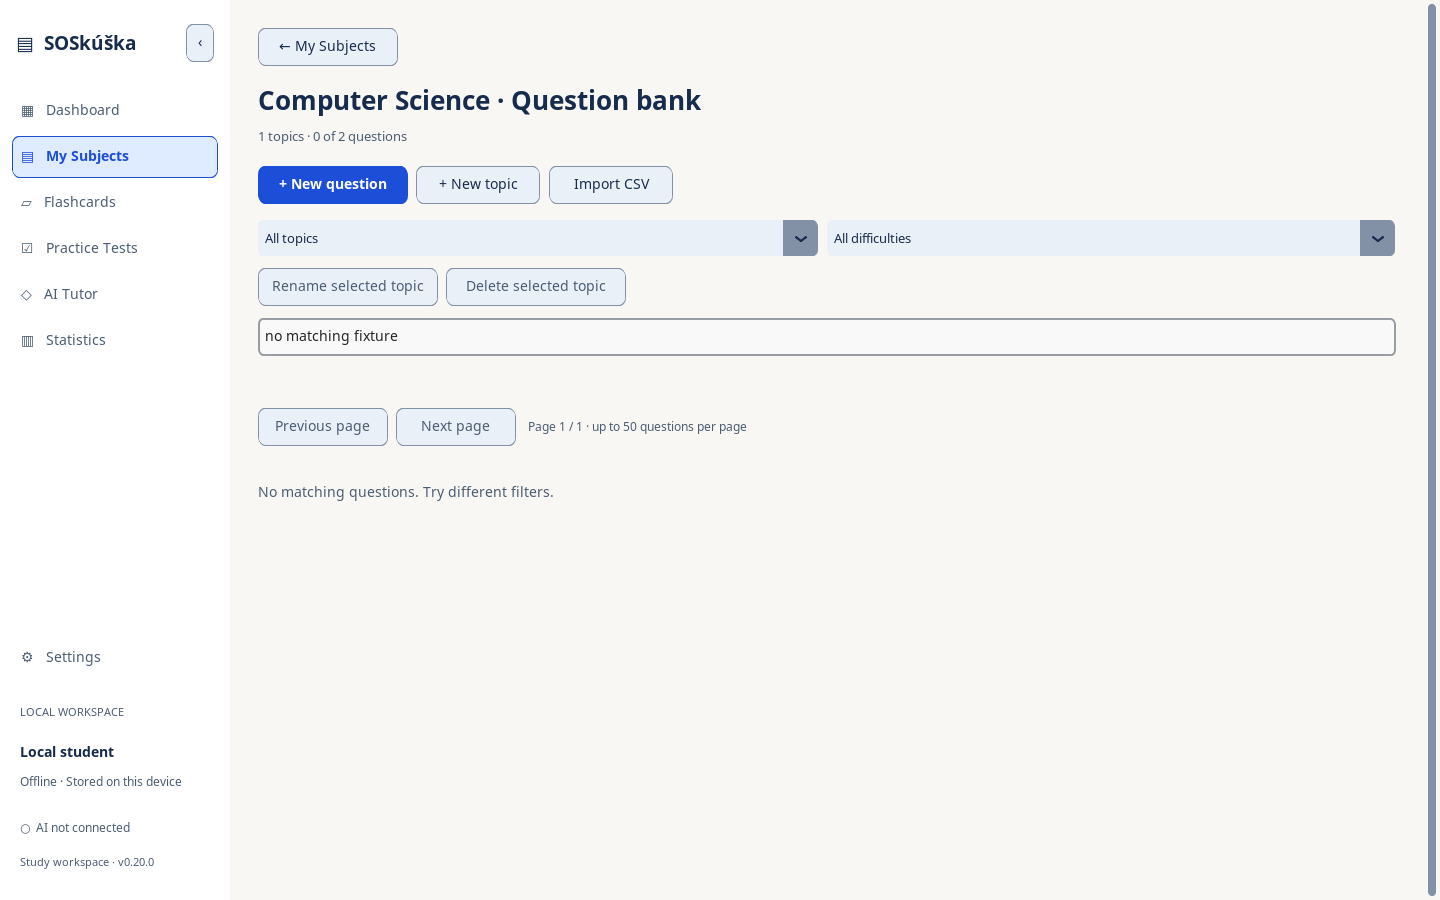 SOSkúška
‹
Dashboard
My Subjects
Flashcards
Practice Tests
AI Tutor
Statistics
Settings
LOCAL WORKSPACE
Local student
Offline · Stored on this device
AI not connected
Study workspace · v0.20.0
← My Subjects
Computer Science · Question bank
1 topics · 0 of 2 questions
+ New question
+ New topic
Import CSV
All topics
All difficulties
Rename selected topic
Delete selected topic
no matching fixture
Previous page
Next page
Page 1 / 1 · up to 50 questions per page
No matching questions. Try different filters.